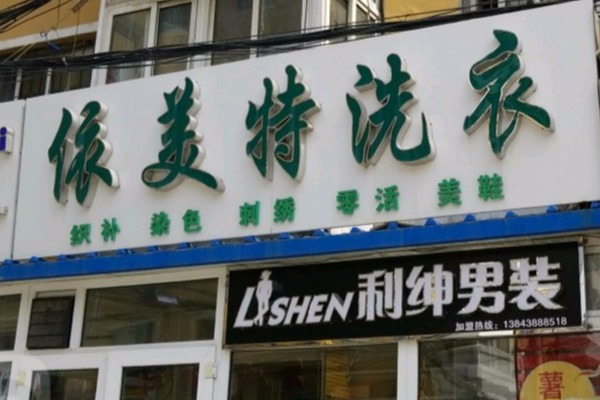 依美特洗衣
织补 染色 刺绣 零活 美鞋
LISHEN 利绅男装
加盟热线：13843888518
薯